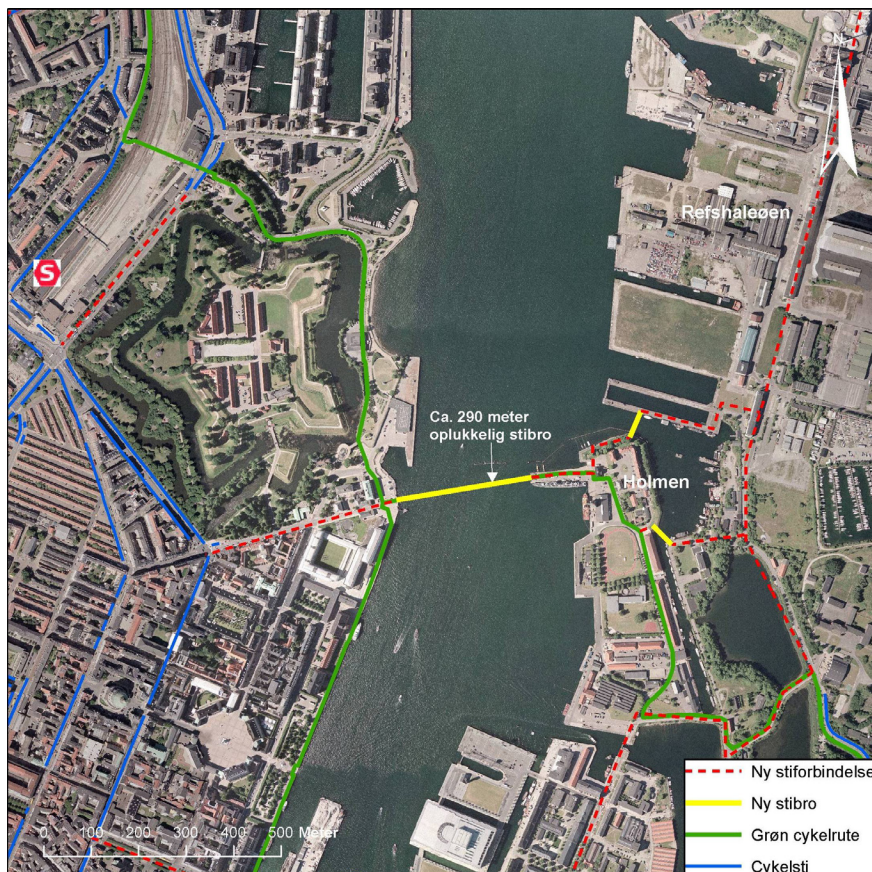 N
Refshaleøen
S
Ca. 290 meter
oplukkelig stibro
Holmen
Ny stiforbindelse
Ny stibro
Grøn cykelrute
Cykelsti
0 100 200 300 400 500 Meter